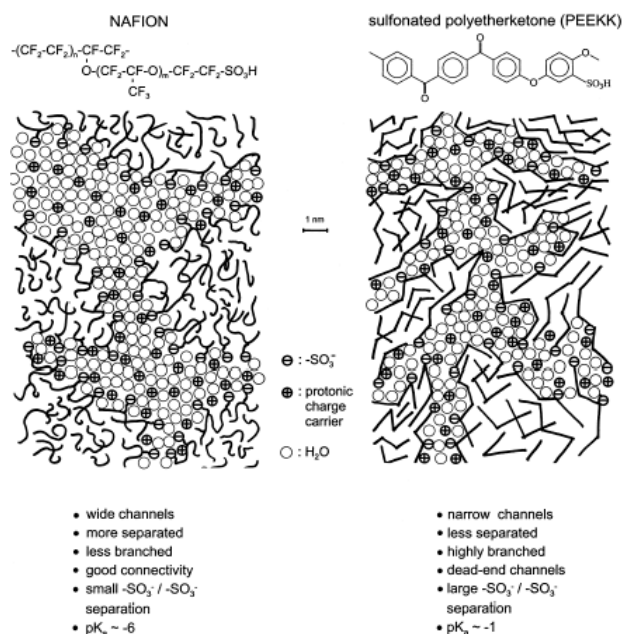 NAFION
-(CF₂-CF₂)ₙ-CF-CF₂-
O-(CF₂-CF-O)ₘ-CF₂-CF₂-SO₃H
CF₃
sulfonated polyetherketone (PEEKK)
O
O
O
O
SO₃H
1 nm
⊖ : -SO₃⁻
⊕ : protonic
charge
carrier
○ : H₂O
• wide channels
• more separated
• less branched
• good connectivity
• small -SO₃⁻ / -SO₃⁻
separation
• pKₐ ~ -6
• narrow channels
• less separated
• highly branched
• dead-end channels
• large -SO₃⁻ / -SO₃⁻
separation
• pKₐ ~ -1